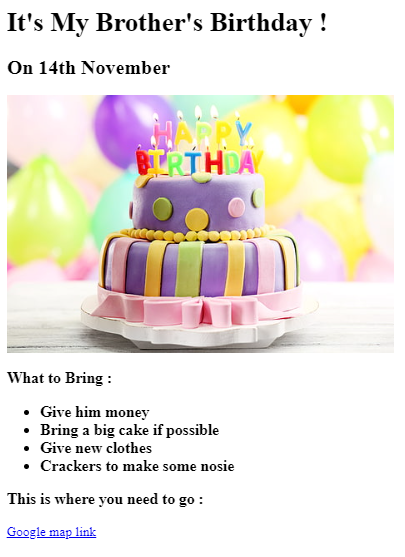 It's My Brother's Birthday !
On 14th November
HAPPY
BIRTHDAY
What to Bring :
Give him money
Bring a big cake if possible
Give new clothes
Crackers to make some nosie
This is where you need to go :
Google map link